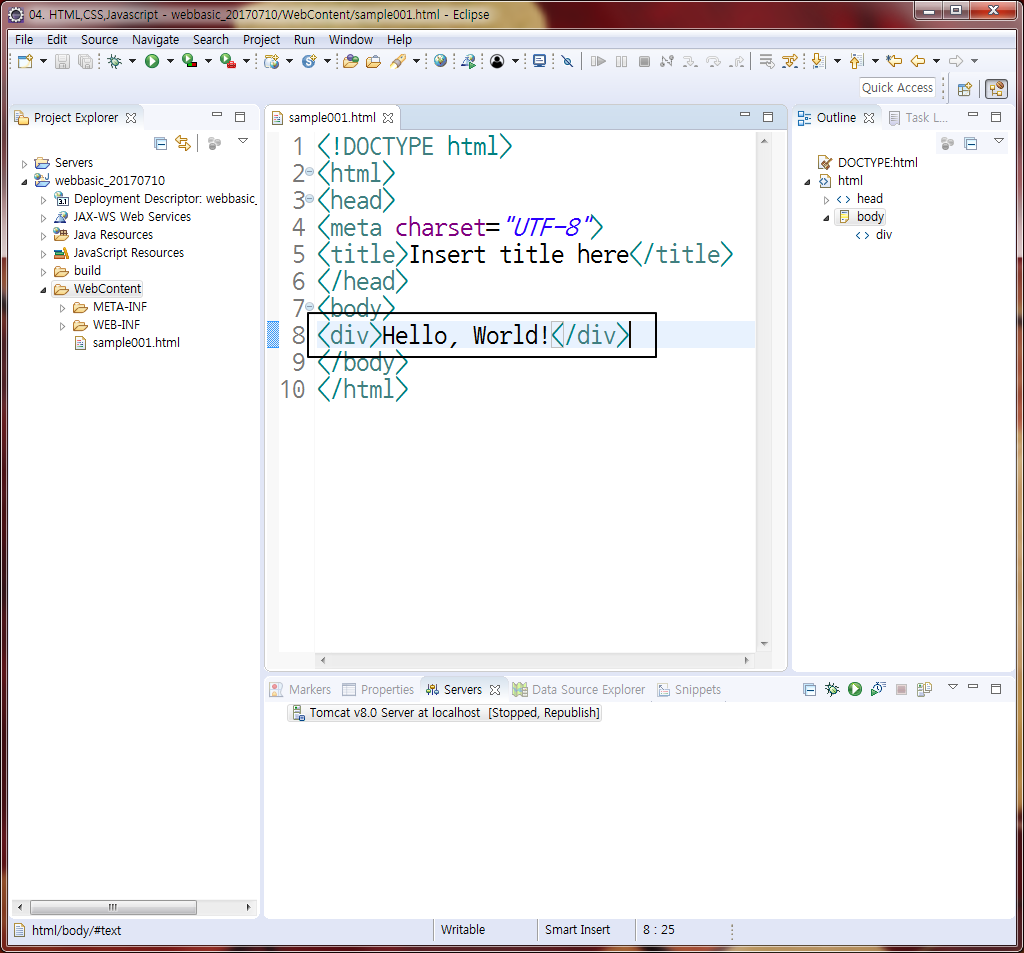 04. HTML,CSS,Javascript - webbasic_20170710/WebContent/sample001.html - Eclipse
File Edit Source Navigate Search Project Run Window Help
Quick Access
Project Explorer
Servers
webbasic_20170710
Deployment Descriptor: webbasic_
JAX-WS Web Services
Java Resources
JavaScript Resources
build
WebContent
META-INF
WEB-INF
sample001.html
sample001.html
1 <!DOCTYPE html>
2 <html>
3 <head>
4 <meta charset="UTF-8">
5 <title>Insert title here</title>
6 </head>
7 <body>
8 <div>Hello, World!</div>
9 </body>
10 </html>
Outline Task L...
DOCTYPE:html
html
head
body
div
Markers Properties Servers Data Source Explorer Snippets
Tomcat v8.0 Server at localhost [Stopped, Republish]
html/body/#text Writable Smart Insert 8 : 25